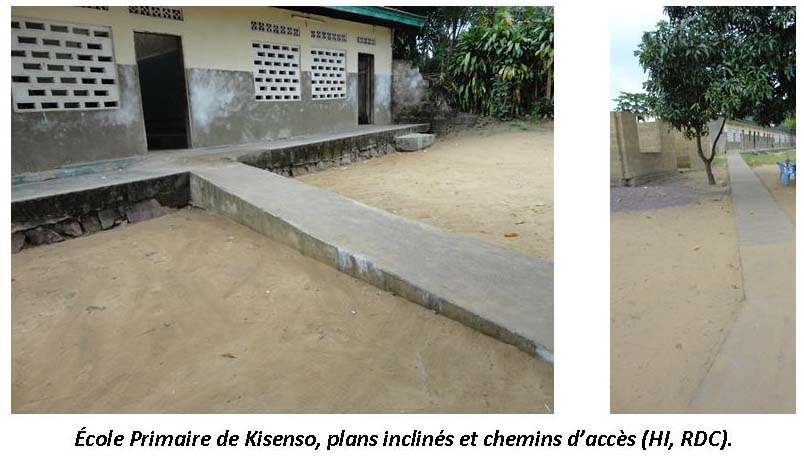 École Primaire de Kisenso, plans inclinés et chemins d’accès (HI, RDC).